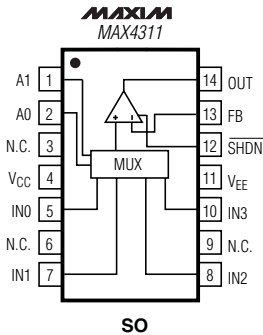 MAXIM
MAX4311
A1 1
A0 2
N.C. 3
VCC 4
IN0 5
N.C. 6
IN1 7
14 OUT
13 FB
12 SHDN
11 VEE
10 IN3
9 N.C.
8 IN2
+ -
MUX
SO